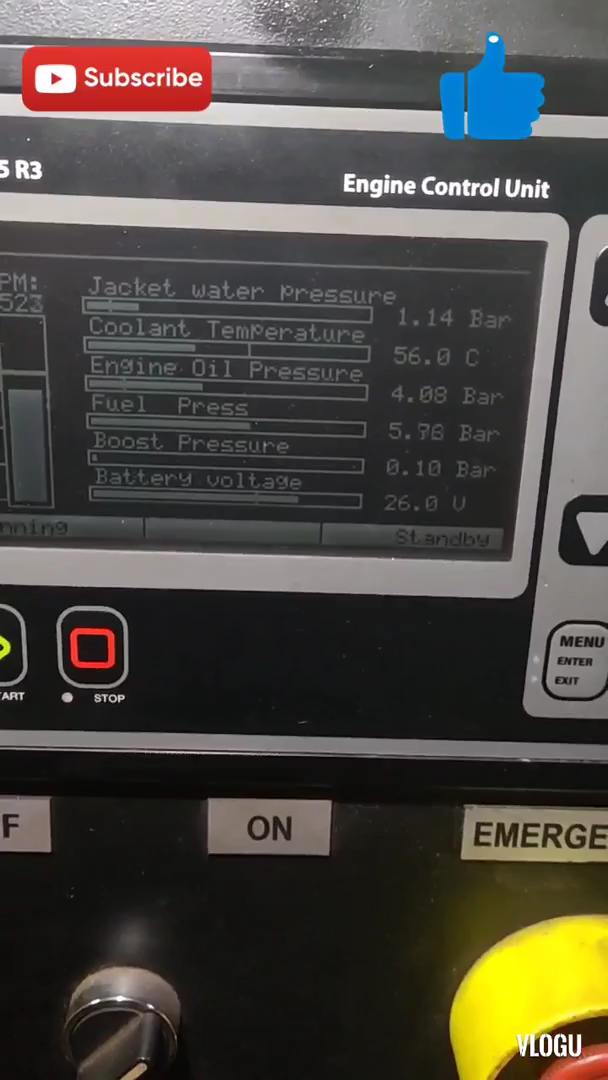 Subscribe
5 R3
Engine Control Unit
PM:
523
Jacket water pressure
1.14 Bar
Coolant Temperature
56.0 C
Engine Oil Pressure
4.08 Bar
Fuel Press
5.76 Bar
Boost Pressure
0.10 Bar
Battery voltage
26.0 V
nning
Standby
ART
STOP
MENU
ENTER
EXIT
F
ON
EMERGE
VLOGU